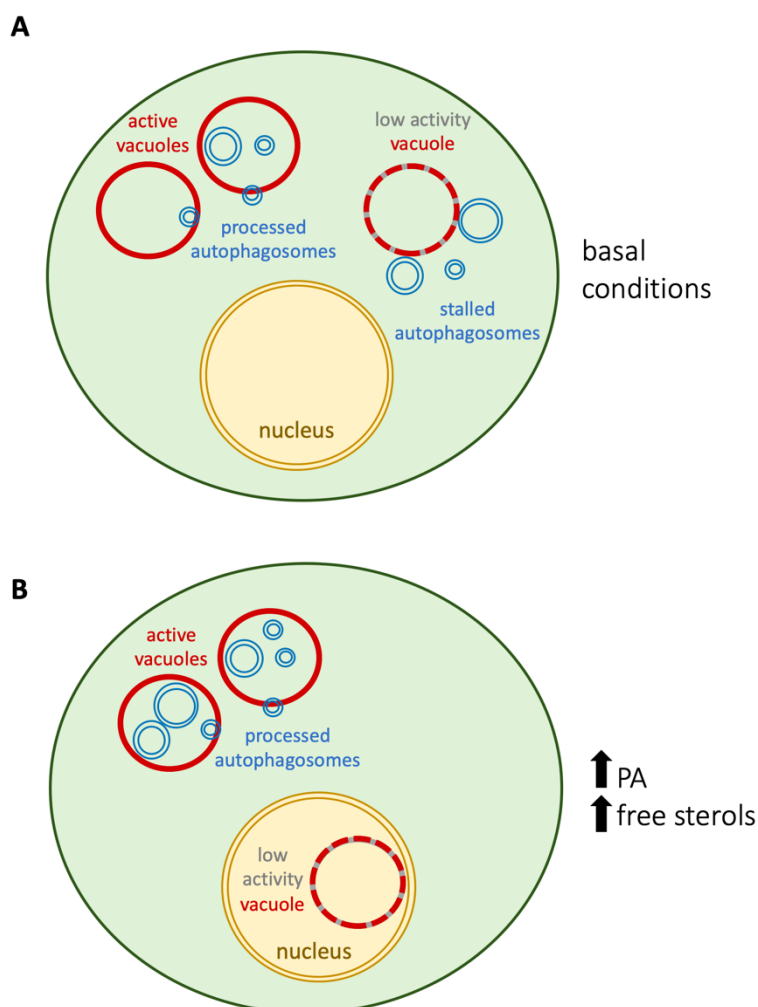 A
active
vacuoles
low activity
vacuole
processed
autophagosomes
stalled
autophagosomes
nucleus
basal
conditions
B
active
vacuoles
processed
autophagosomes
PA
free sterols
low
activity
vacuole
nucleus